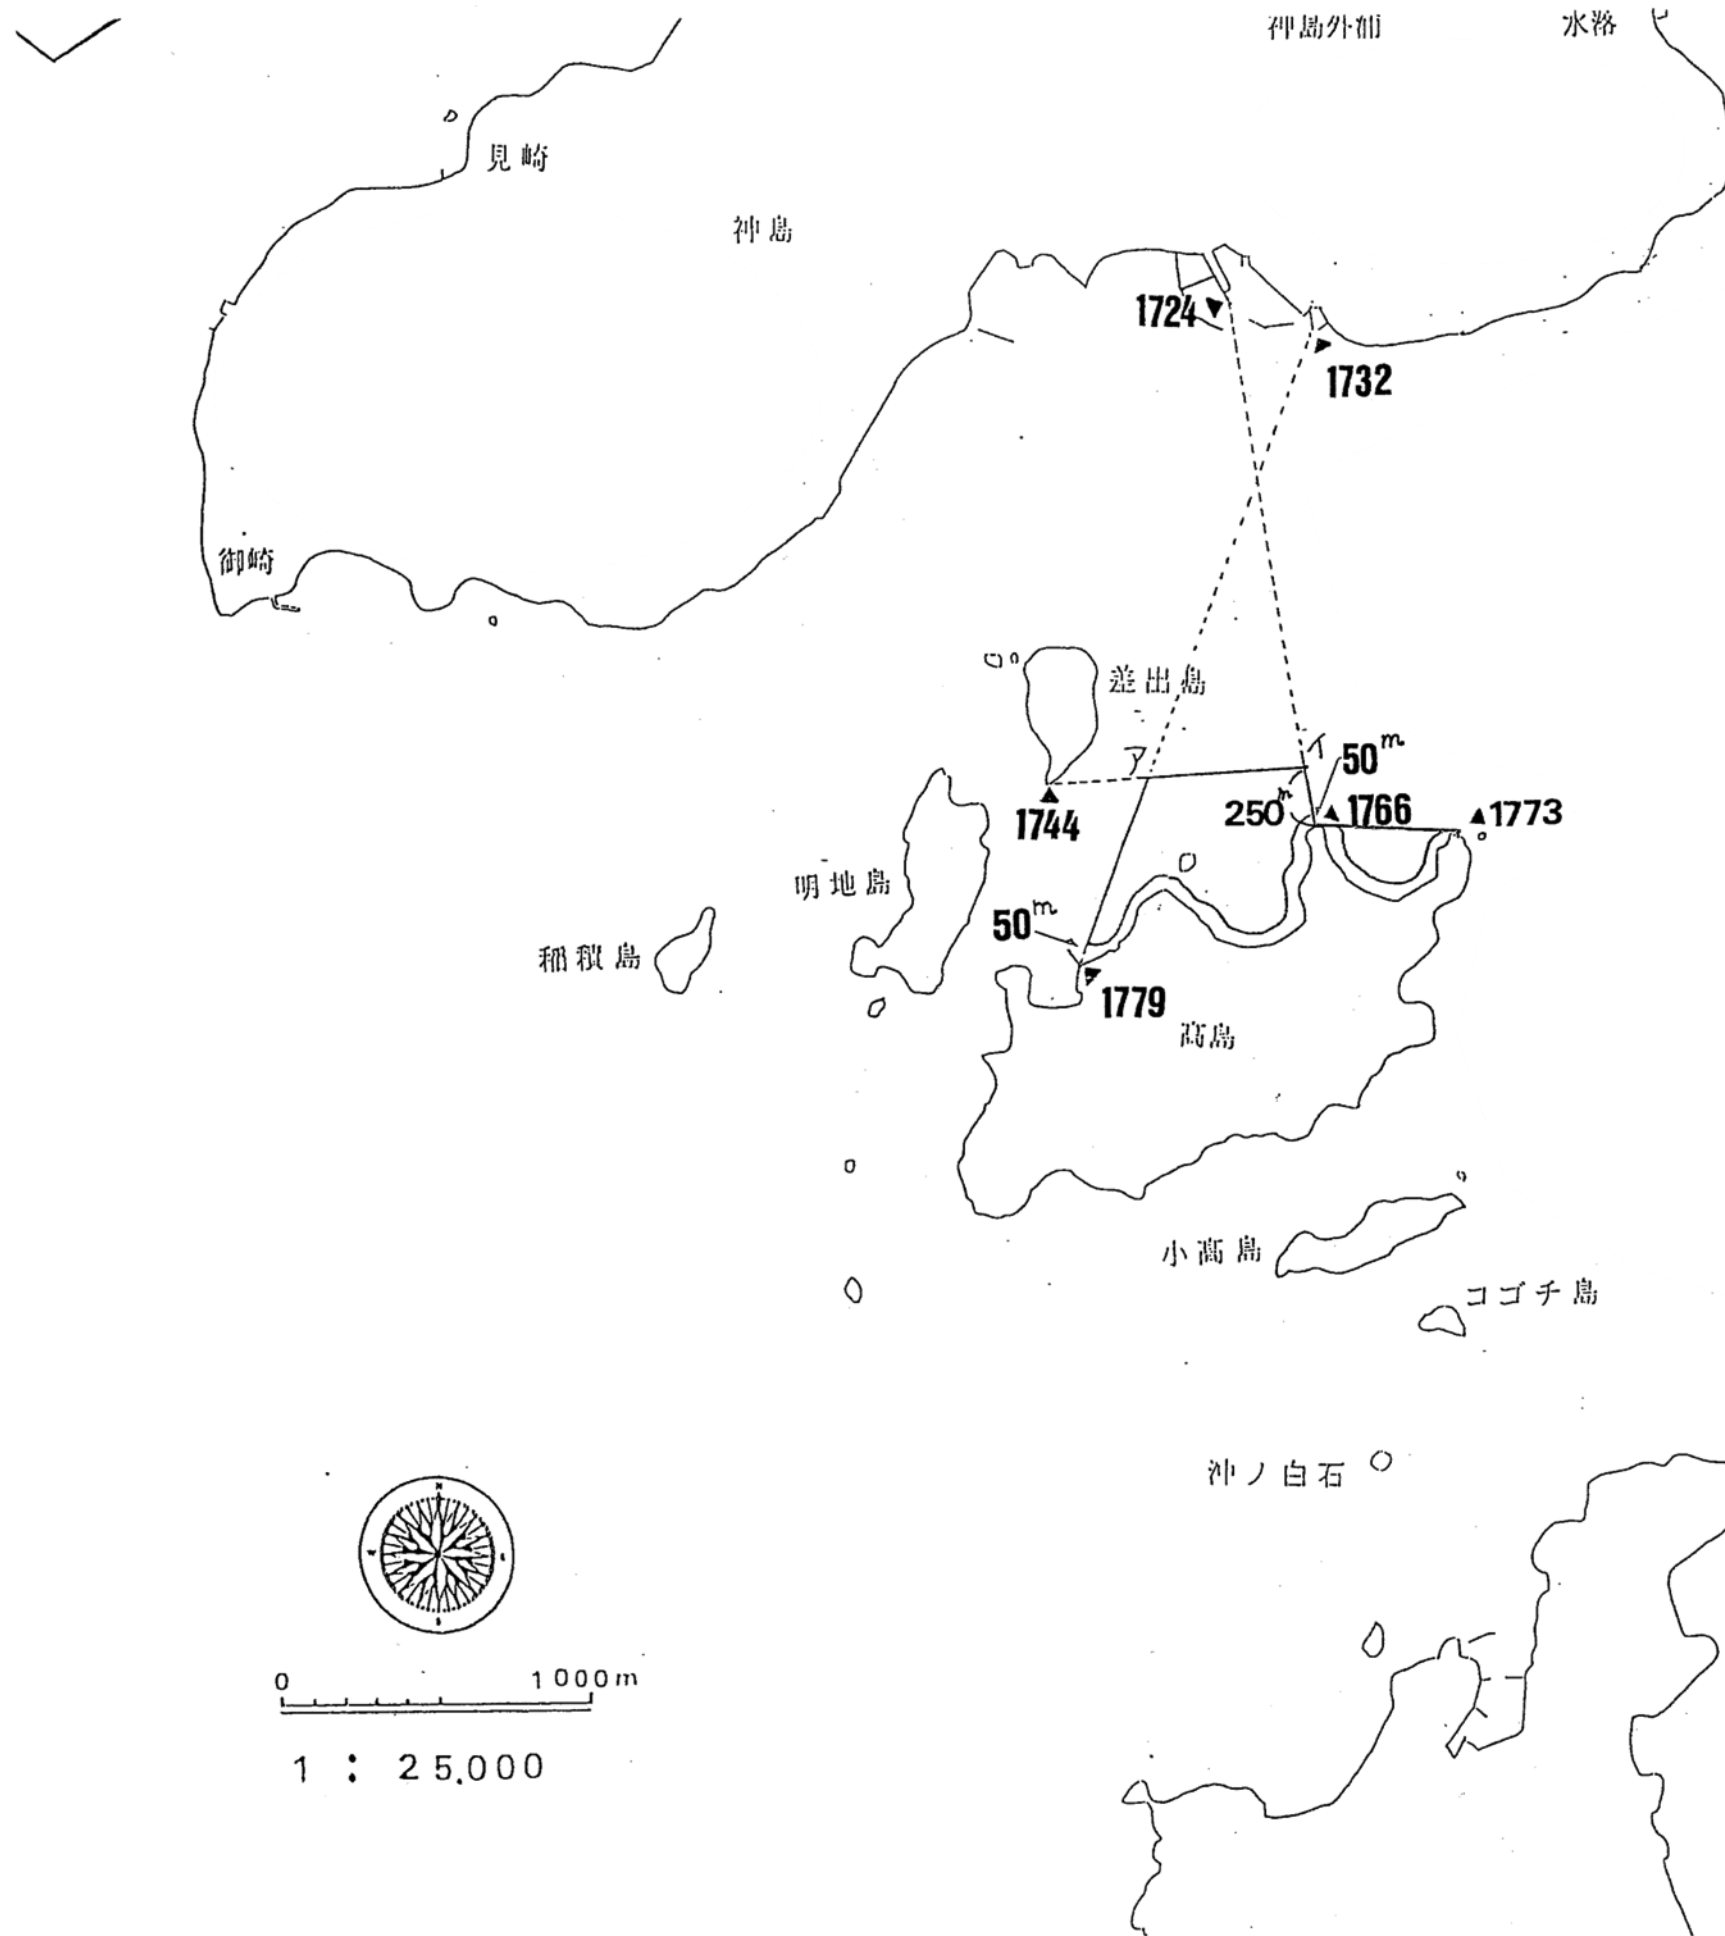 神島外浦
水落
見崎
神島
1724
1732
御崎
差出島
ア
イ
50m
250m
1766
1773
1744
明地島
50m
稲積島
1779
高島
小高島
コゴチ島
沖ノ白石
N
0 1000m
1 : 25,000